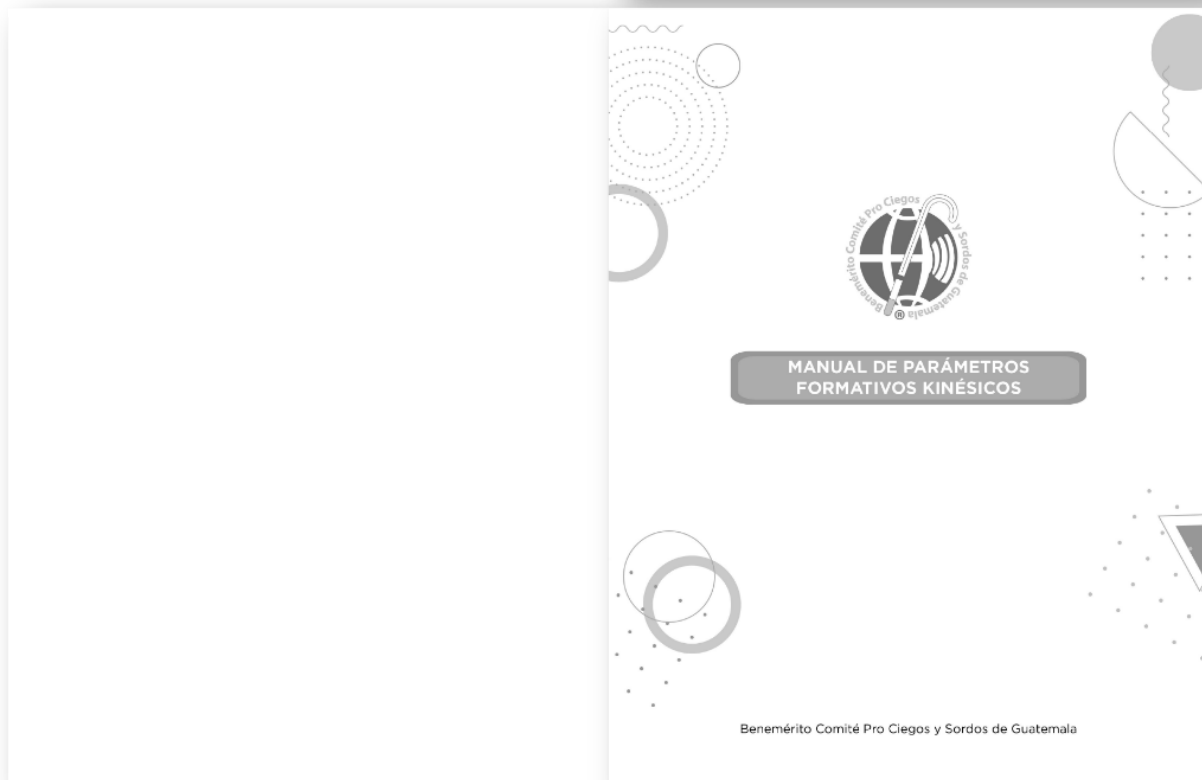 Benemérito Comité Pro Ciegos y Sordos de Guatemala
®
MANUAL DE PARÁMETROS
FORMATIVOS KINÉSICOS
Benemérito Comité Pro Ciegos y Sordos de Guatemala